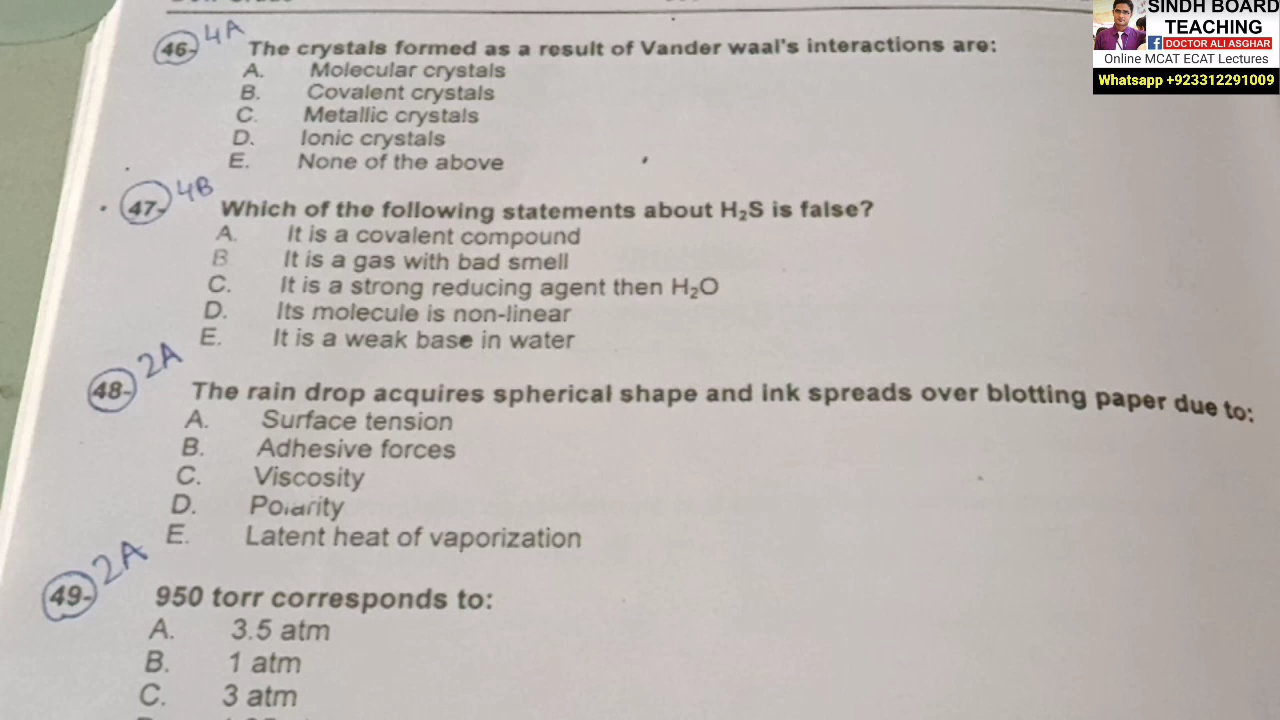 SINDH BOARD
TEACHING
DOCTOR ALI ASGHAR
Online MCAT ECAT Lectures
Whatsapp +923312291009
46- 4A The crystals formed as a result of Vander waal's interactions are:
A. Molecular crystals
B. Covalent crystals
C. Metallic crystals
D. Ionic crystals
E. None of the above
47- 4B Which of the following statements about H₂S is false?
A. It is a covalent compound
B It is a gas with bad smell
C. It is a strong reducing agent then H₂O
D. Its molecule is non-linear
E. It is a weak base in water
48- 2A The rain drop acquires spherical shape and ink spreads over blotting paper due to:
A. Surface tension
B. Adhesive forces
C. Viscosity
D. Polarity
E. Latent heat of vaporization
49- 2A 950 torr corresponds to:
A. 3.5 atm
B. 1 atm
C. 3 atm